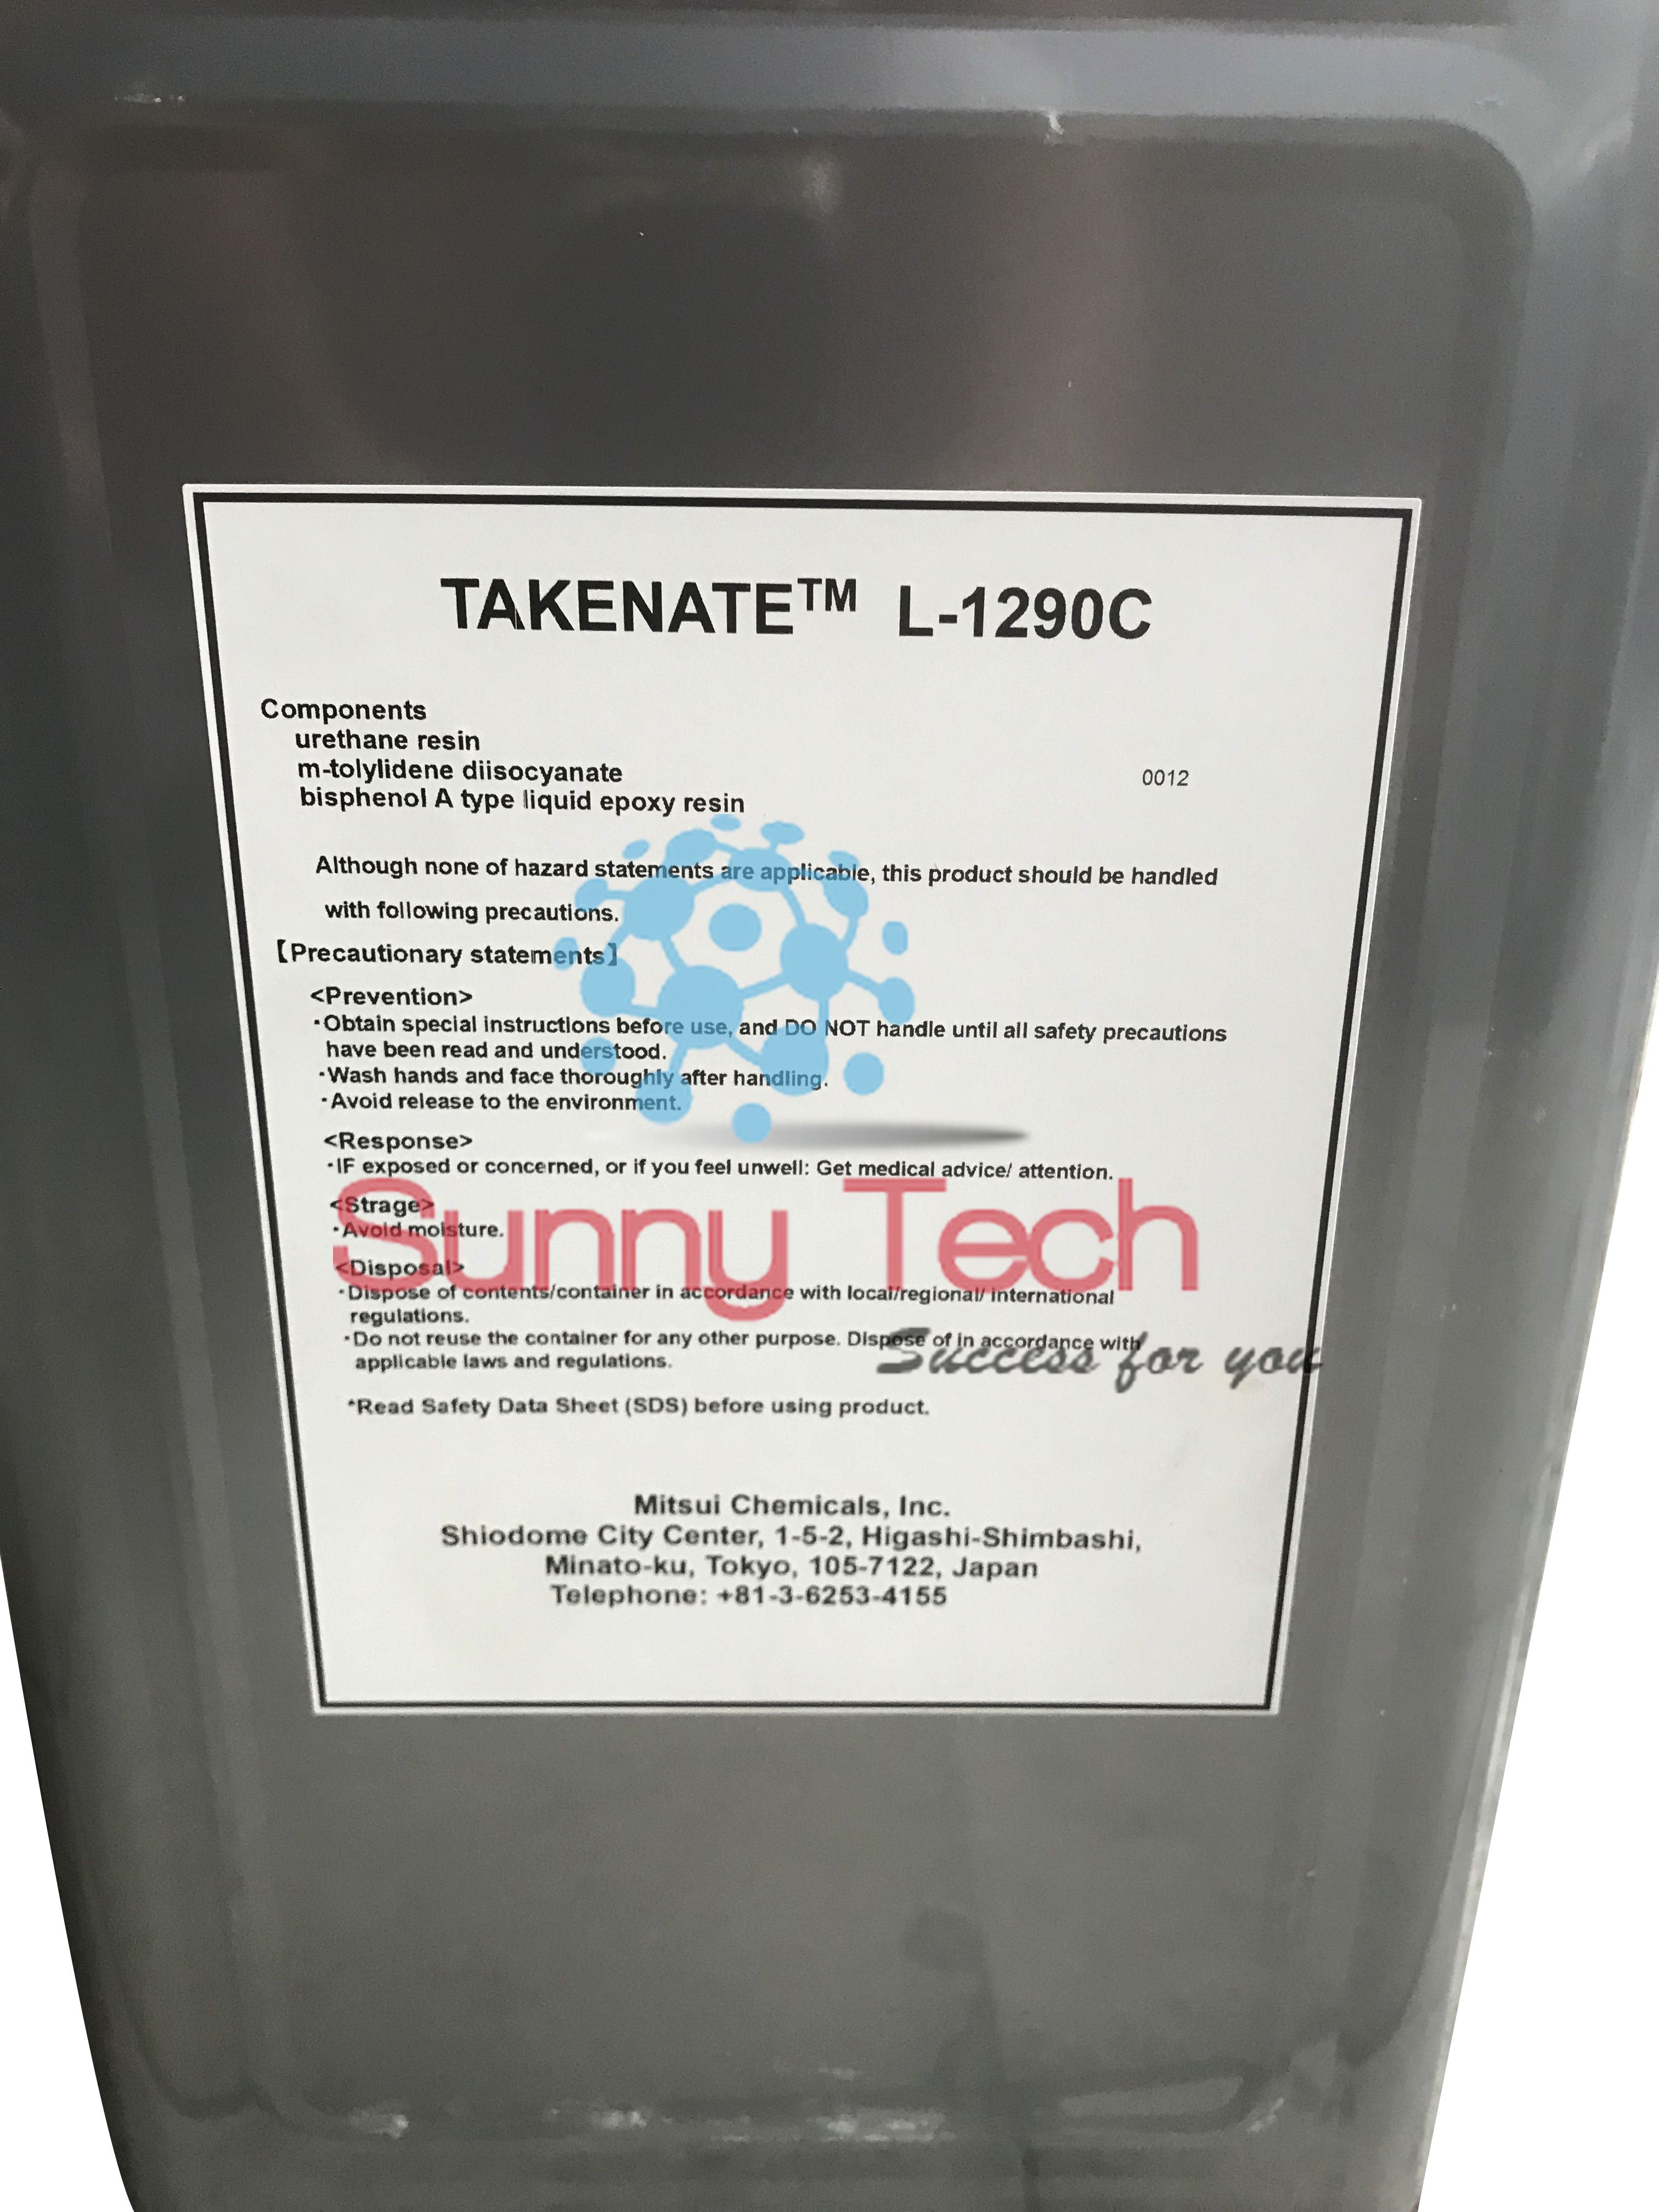 TAKENATE™ L-1290C
Components
urethane resin
m-tolylidene diisocyanate 0012
bisphenol A type liquid epoxy resin
Although none of hazard statements are applicable, this product should be handled
with following precautions.
【Precautionary statements】
<Prevention>
・Obtain special instructions before use, and DO NOT handle until all safety precautions
have been read and understood.
・Wash hands and face thoroughly after handling.
・Avoid release to the environment.
<Response>
・IF exposed or concerned, or if you feel unwell: Get medical advice/ attention.
<Strage>
・Avoid moisture.
Sunny Tech
<Disposal>
・Dispose of contents/container in accordance with local/regional/ international
regulations.
・Do not reuse the container for any other purpose. Dispose of in accordance with
applicable laws and regulations.
Success for you
*Read Safety Data Sheet (SDS) before using product.
Mitsui Chemicals, Inc.
Shiodome City Center, 1-5-2, Higashi-Shimbashi,
Minato-ku, Tokyo, 105-7122, Japan
Telephone: +81-3-6253-4155